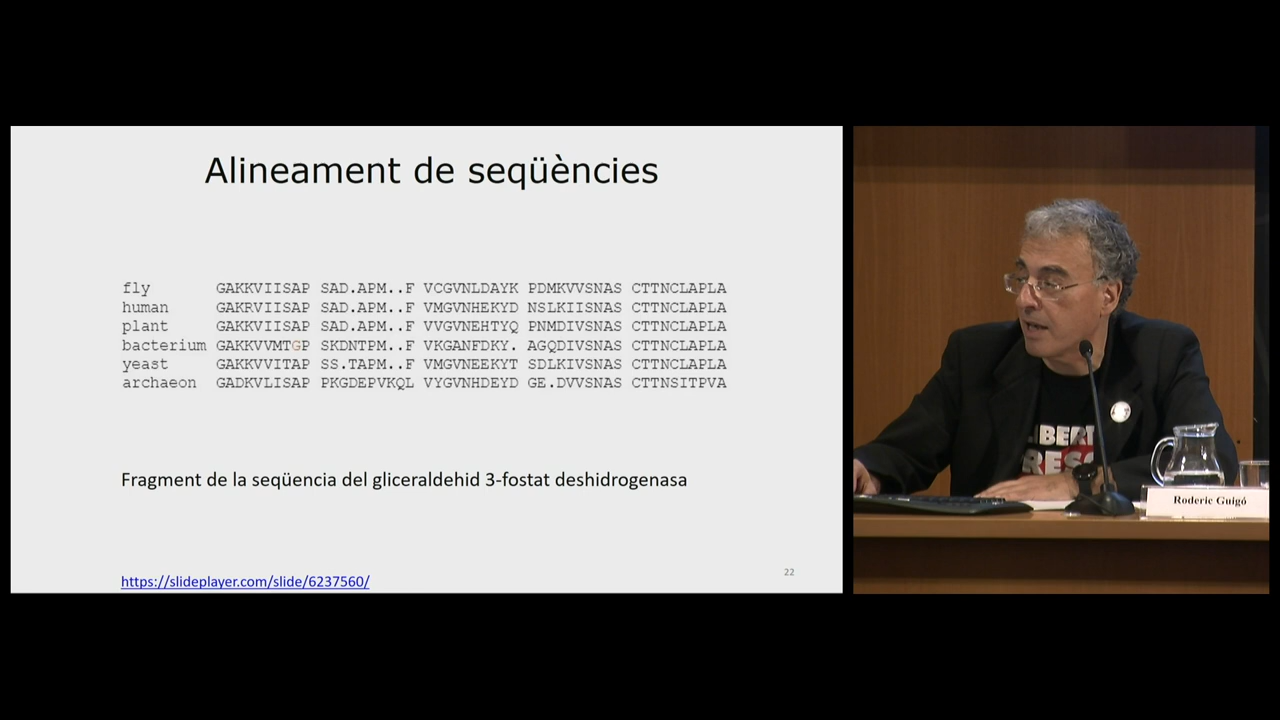 Alineament de seqüències
fly GAKKVIISAP SAD.APM..F VCGVNLDAYK PDMKVVSNAS CTTNCLAPLA
human GAKRVIISAP SAD.APM..F VMGVNHEKYD NSLKIISNAS CTTNCLAPLA
plant GAKKVIISAP SAD.APM..F VVGVNEHTYQ PNMDIVSNAS CTTNCLAPLA
bacterium GAKKVVMTGP SKDNTPM..F VKGANFDKY. AGQDIVSNAS CTTNCLAPLA
yeast GAKKVVITAP SS.TAPM..F VMGVNEEKYT SDLKIVSNAS CTTNCLAPLA
archaeon GADKVLISAP PKGDEPVKQL VYGVNHDEYD GE.DVVSNAS CTTNSITPVA
Fragment de la seqüencia del gliceraldehid 3-fostat deshidrogenasa
https://slideplayer.com/slide/6237560/
22
Roderic Guigó